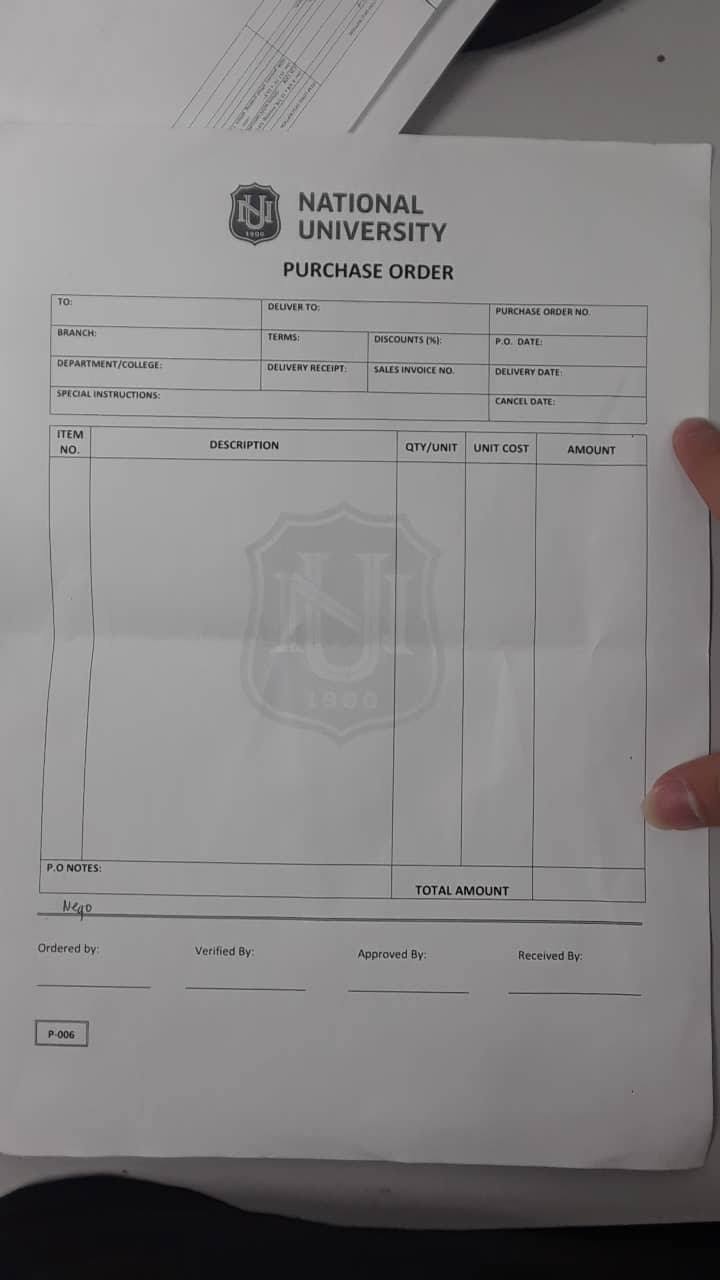 NU
1900
NATIONAL
UNIVERSITY
PURCHASE ORDER
TO:
DELIVER TO:
PURCHASE ORDER NO.
BRANCH:
TERMS:
DISCOUNTS (%):
P.O. DATE:
DEPARTMENT/COLLEGE:
DELIVERY RECEIPT:
SALES INVOICE NO.
DELIVERY DATE:
SPECIAL INSTRUCTIONS:
CANCEL DATE:
ITEM
NO.
DESCRIPTION
QTY/UNIT
UNIT COST
AMOUNT
NU
1900
P.O NOTES:
TOTAL AMOUNT
Nego
Ordered by:
Verified By:
Approved By:
Received By:
P-006